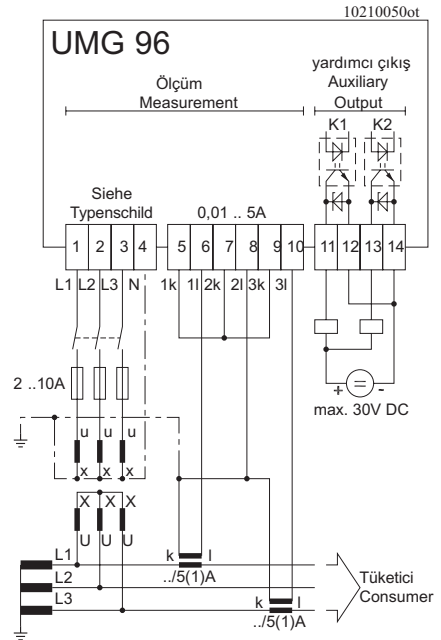 10210050ot
UMG 96
yardımcı çıkış
Auxiliary
Output
Ölçüm
Measurement
K1 K2
Siehe
Typenschild
0,01 .. 5A
1 2 3 4 5 6 7 8 9 10 11 12 13 14
L1 L2 L3 N 1k 1l 2k 2l 3k 3l
2 ..10A
+ = -
max. 30V DC
u u u
x x x
X X X
U U U
L1
L2
L3
k l
../5(1)A
k l
../5(1)A
Tüketici
Consumer